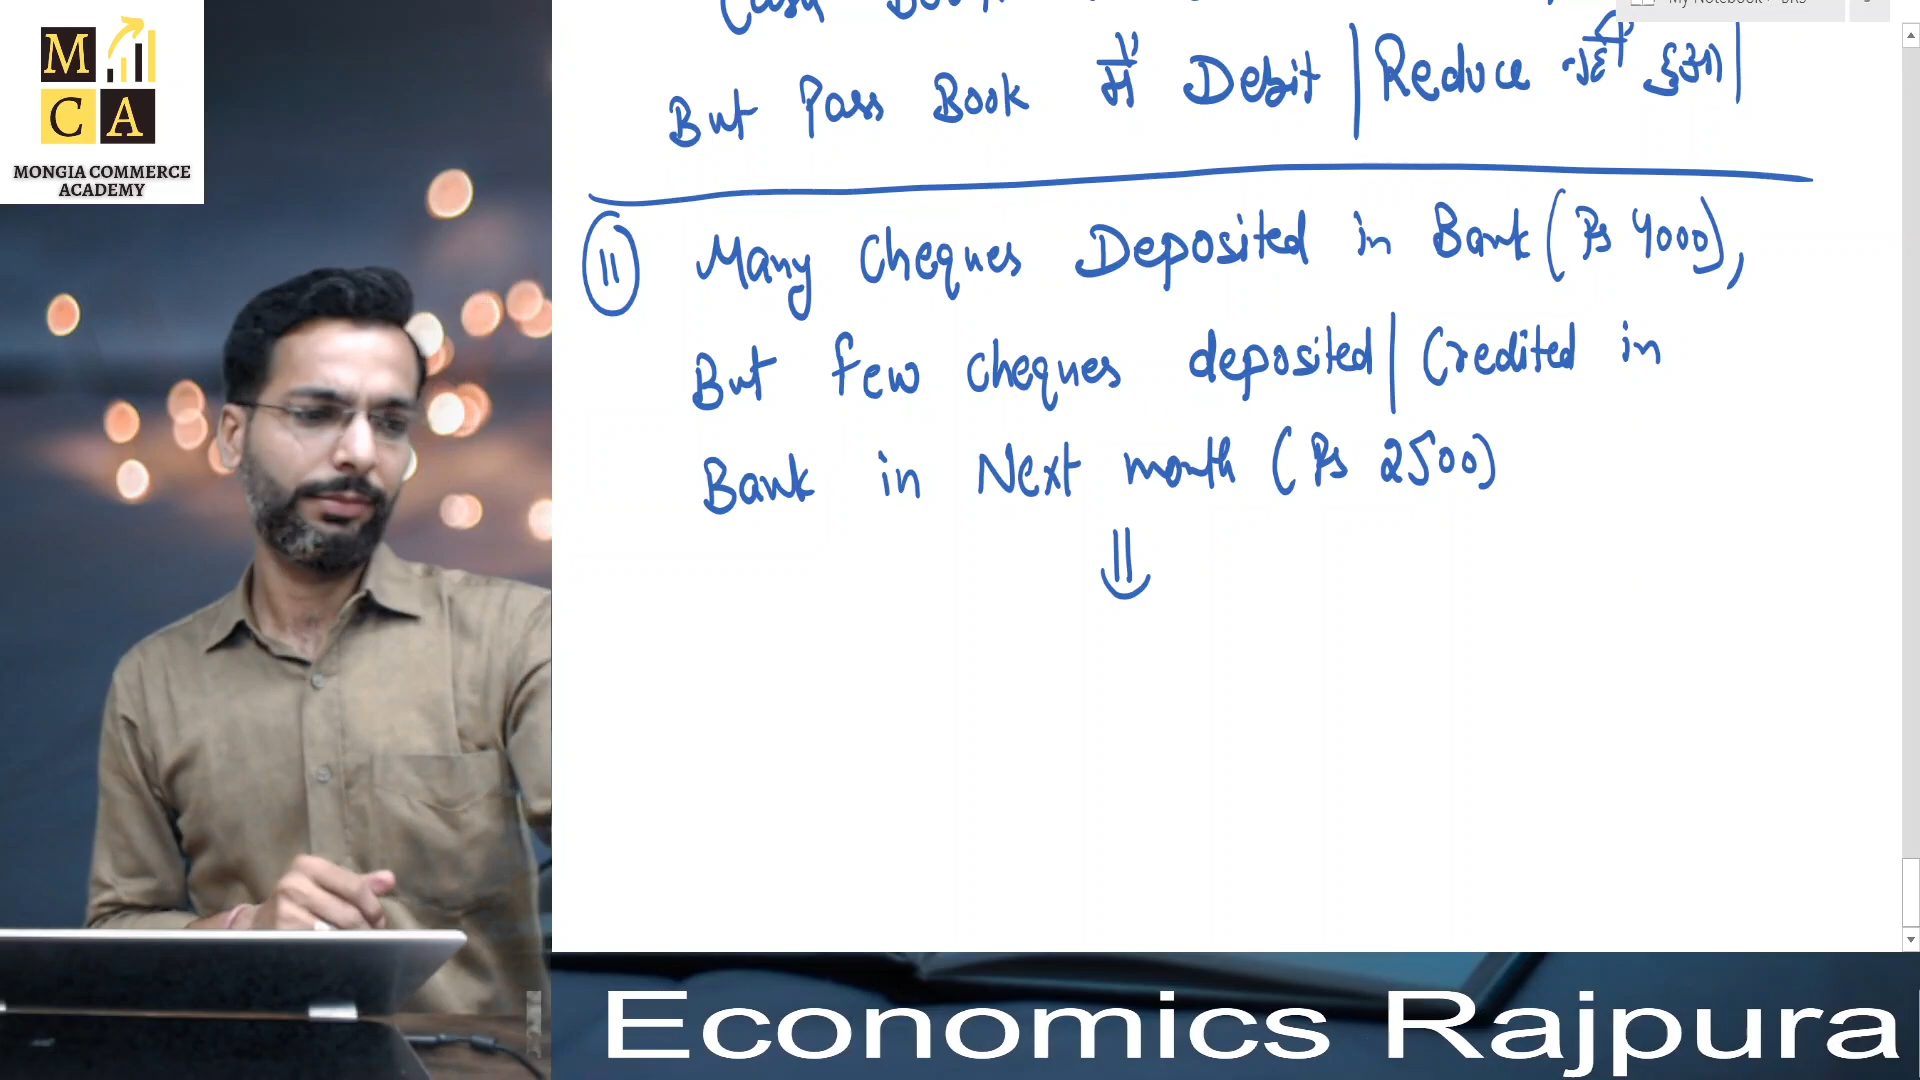 M
C A
MONGIA COMMERCE
ACADEMY
But Pass Book में Debit | Reduce नहीं हुआ |
11 Many Cheques Deposited in Bank (Rs 4000),
But few cheques deposited | Credited in
Bank in Next month (Rs 2500)
Economics Rajpura